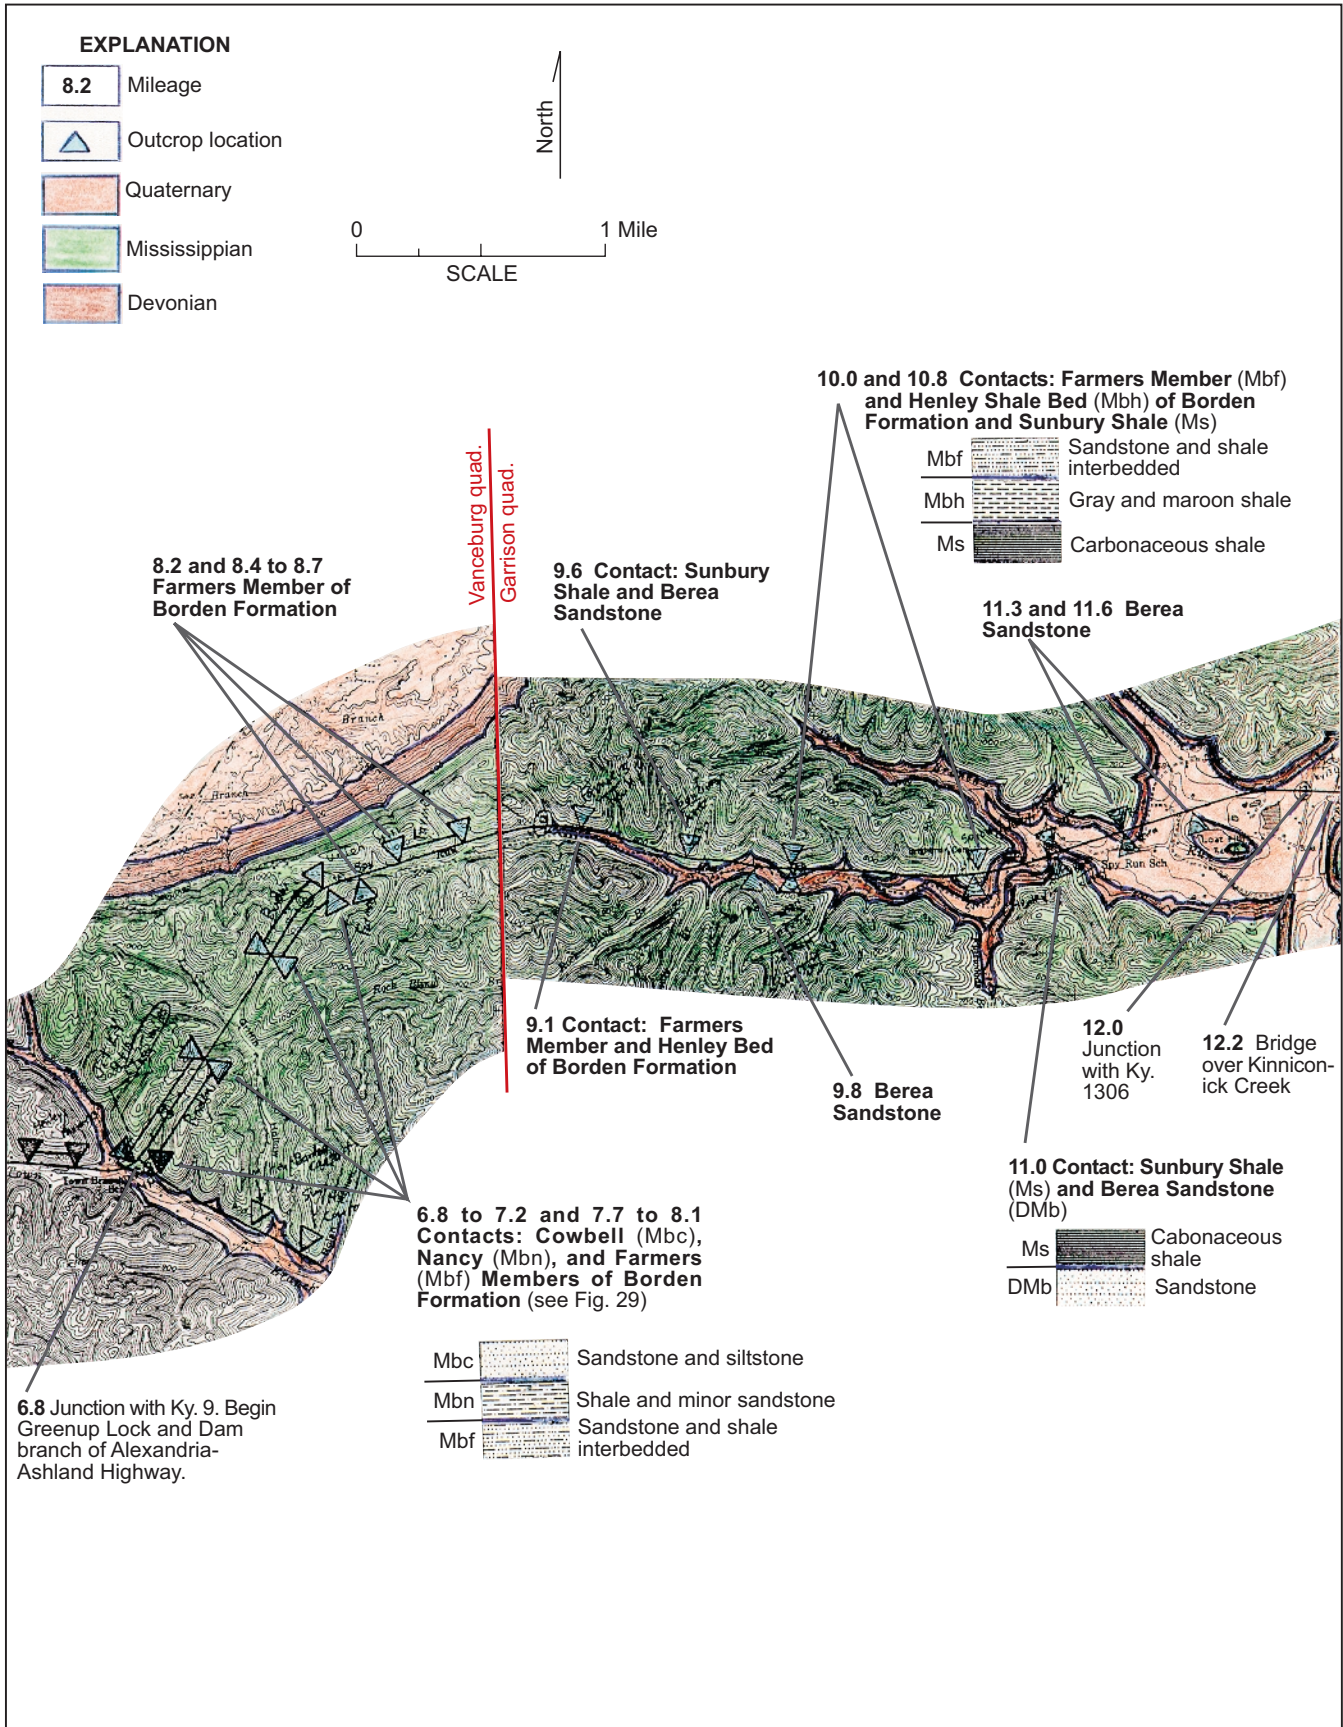 EXPLANATION
8.2 Mileage
Outcrop location
Quaternary
Mississippian
Devonian
North
0 1 Mile
SCALE
10.0 and 10.8 Contacts: Farmers Member (Mbf)
and Henley Shale Bed (Mbh) of Borden
Formation and Sunbury Shale (Ms)
Mbf Sandstone and shale
interbedded
Mbh Gray and maroon shale
Ms Carbonaceous shale
Vanceburg quad.
Garrison quad.
8.2 and 8.4 to 8.7
Farmers Member of
Borden Formation
9.6 Contact: Sunbury
Shale and Berea
Sandstone
11.3 and 11.6 Berea
Sandstone
Branch
Branch
Spy
Run
Spy Run Sch
Rock
9.1 Contact: Farmers
Member and Henley Bed
of Borden Formation
9.8 Berea
Sandstone
12.0
Junction
with Ky.
1306
12.2 Bridge
over Kinnicon-
ick Creek
11.0 Contact: Sunbury Shale
(Ms) and Berea Sandstone
(DMb)
Ms Cabonaceous
shale
DMb Sandstone
6.8 to 7.2 and 7.7 to 8.1
Contacts: Cowbell (Mbc),
Nancy (Mbn), and Farmers
(Mbf) Members of Borden
Formation (see Fig. 29)
Mbc Sandstone and siltstone
Mbn Shale and minor sandstone
Mbf Sandstone and shale
interbedded
6.8 Junction with Ky. 9. Begin
Greenup Lock and Dam
branch of Alexandria-
Ashland Highway.